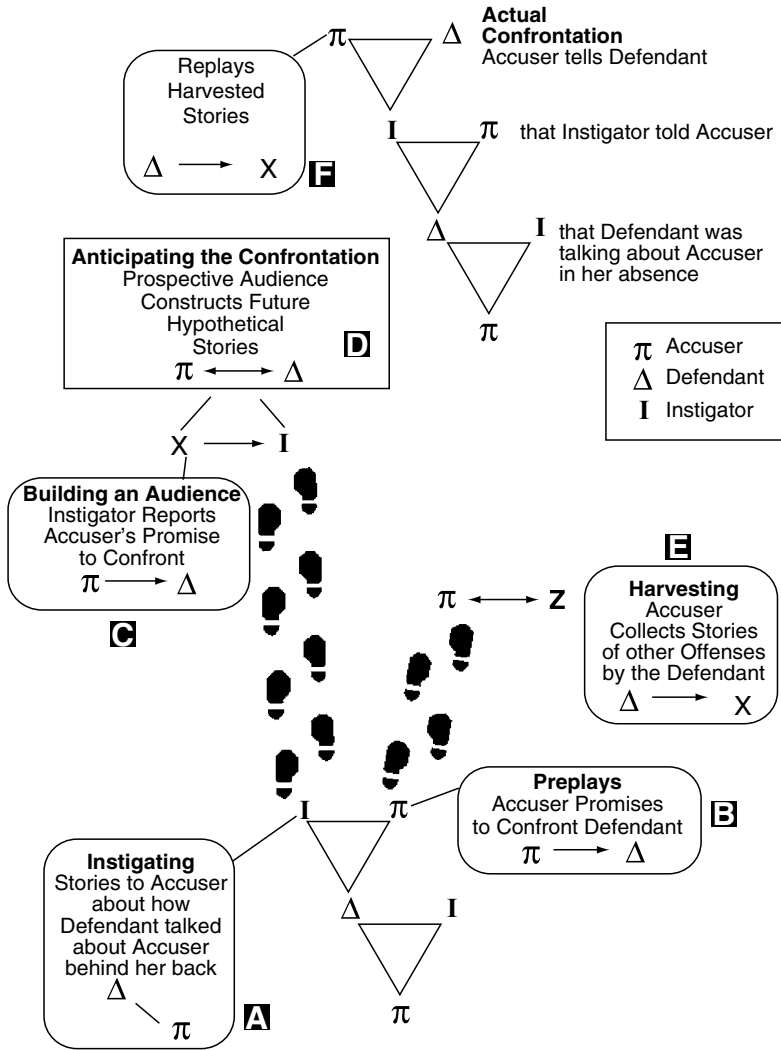 π
Δ
Actual
Confrontation
Accuser tells Defendant
Replays
Harvested
Stories
Δ X
F
I
π
that Instigator told Accuser
Δ
I
that Defendant was
talking about Accuser
in her absence
π
Anticipating the Confrontation
Prospective Audience
Constructs Future
Hypothetical
Stories
D
π Δ
π Accuser
Δ Defendant
I Instigator
X I
Building an Audience
Instigator Reports
Accuser's Promise
to Confront
π Δ
C
E
π Z
Harvesting
Accuser
Collects Stories
of other Offenses
by the Defendant
Δ X
I
π
Preplays
Accuser Promises
to Confront Defendant
π Δ
B
Instigating
Stories to Accuser
about how
Defendant talked
about Accuser
behind her back
Δ
π
A
Δ
I
π